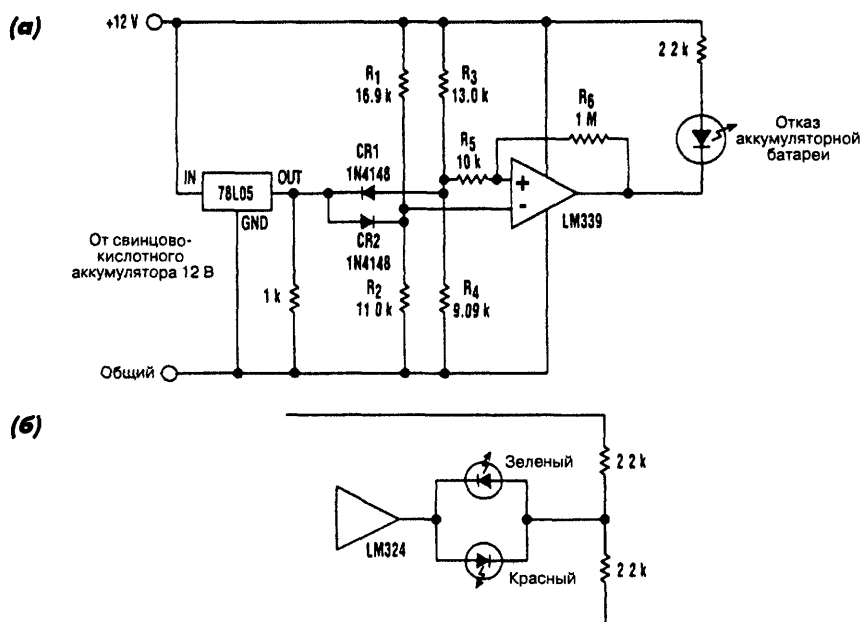 (а)
+12 V
R1
16.9 k
R3
13.0 k
2 2 k
R6
1 M
R5
10 k
Отказ
аккумуляторной
батареи
IN
78L05
OUT
GND
CR1
1N4148
CR2
1N4148
+
-
LM339
От свинцово-
кислотного
аккумулятора 12 В
1 k
R2
11 0 k
R4
9.09 k
Общий
(б)
Зеленый
2 2 k
LM324
Красный
2 2 k